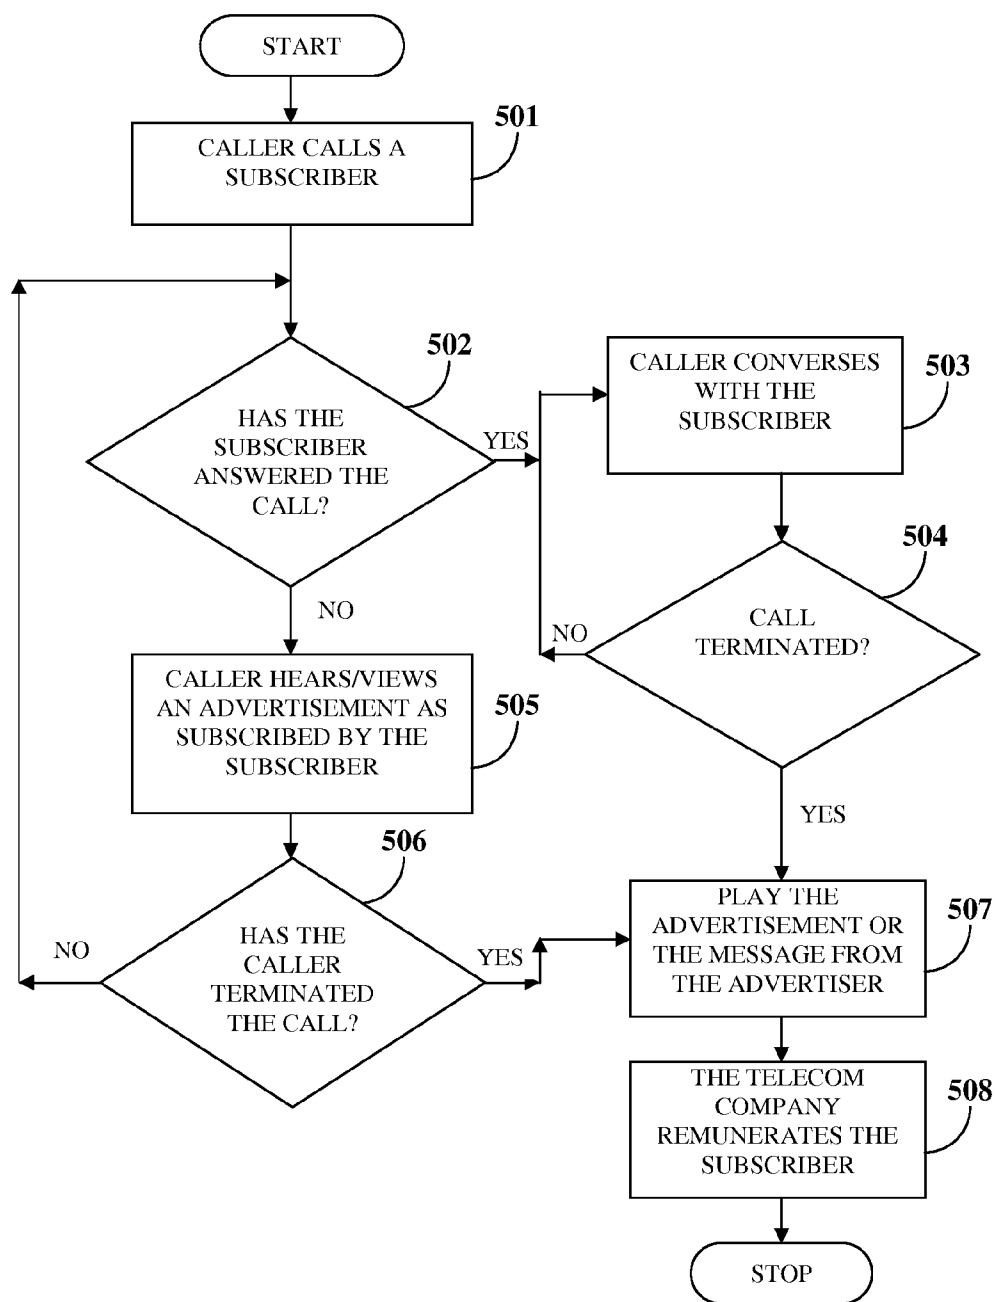 START
501
CALLER CALLS A
SUBSCRIBER
502
HAS THE
SUBSCRIBER
ANSWERED THE
CALL?
YES
NO
503
CALLER CONVERSES
WITH THE
SUBSCRIBER
504
CALL
TERMINATED?
NO
YES
505
CALLER HEARS/VIEWS
AN ADVERTISEMENT AS
SUBSCRIBED BY THE
SUBSCRIBER
506
HAS THE
CALLER
TERMINATED
THE CALL?
NO
YES
507
PLAY THE
ADVERTISEMENT OR
THE MESSAGE FROM
THE ADVERTISER
508
THE TELECOM
COMPANY
REMUNERATES THE
SUBSCRIBER
STOP